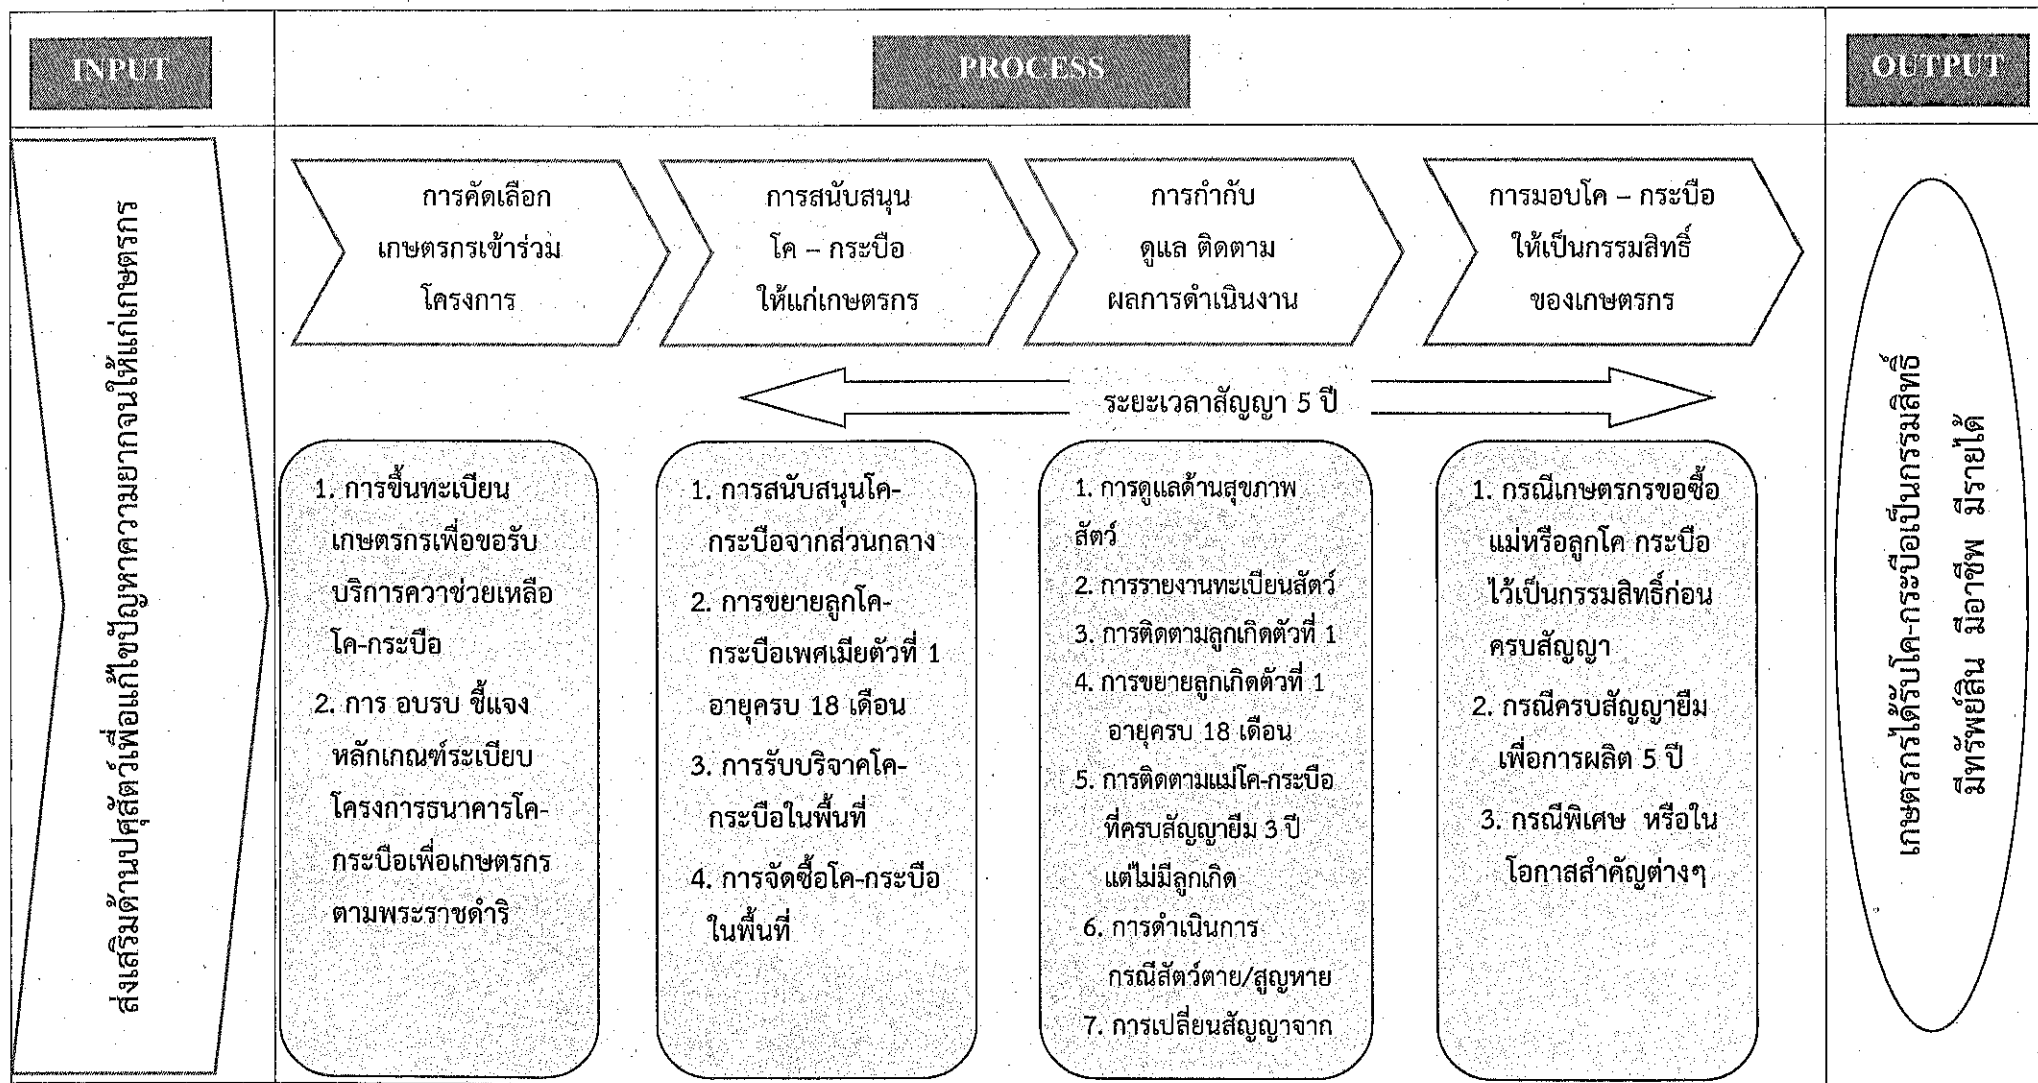 INPUT
PROCESS
OUTPUT
ส่งเสริมด้านปศุสัตว์เพื่อแก้ไขปัญหาความยากจนให้แก่เกษตรกร
การคัดเลือก
เกษตรกรเข้าร่วม
โครงการ
การสนับสนุน
โค – กระบือ
ให้แก่เกษตรกร
การกำกับ
ดูแล ติดตาม
ผลการดำเนินงาน
การมอบโค – กระบือ
ให้เป็นกรรมสิทธิ์
ของเกษตรกร
ระยะเวลาสัญญา 5 ปี
1. การขึ้นทะเบียน
เกษตรกรเพื่อขอรับ
บริการควาช่วยเหลือ
โค-กระบือ
2. การ อบรบ ชี้แจง
หลักเกณฑ์ระเบียบ
โครงการธนาคารโค-
กระบือเพื่อเกษตรกร
ตามพระราชดำริ
1. การสนับสนุนโค-
กระบือจากส่วนกลาง
2. การขยายลูกโค-
กระบือเพศเมียตัวที่ 1
อายุครบ 18 เดือน
3. การรับบริจาคโค-
กระบือในพื้นที่
4. การจัดซื้อโค-กระบือ
ในพื้นที่
1. การดูแลด้านสุขภาพ
สัตว์
2. การรายงานทะเบียนสัตว์
3. การติดตามลูกเกิดตัวที่ 1
4. การขยายลูกเกิดตัวที่ 1
อายุครบ 18 เดือน
5. การติดตามแม่โค-กระบือ
ที่ครบสัญญายืม 3 ปี
แต่ไม่มีลูกเกิด
6. การดำเนินการ
กรณีสัตว์ตาย/สูญหาย
7. การเปลี่ยนสัญญาจาก
1. กรณีเกษตรกรขอซื้อ
แม่หรือลูกโค กระบือ
ไว้เป็นกรรมสิทธิ์ก่อน
ครบสัญญา
2. กรณีครบสัญญายืม
เพื่อการผลิต 5 ปี
3. กรณีพิเศษ หรือใน
โอกาสสำคัญต่างๆ
เกษตรกรได้รับโค-กระบือเป็นกรรมสิทธิ์
มีทรัพย์สิน มีอาชีพ มีรายได้